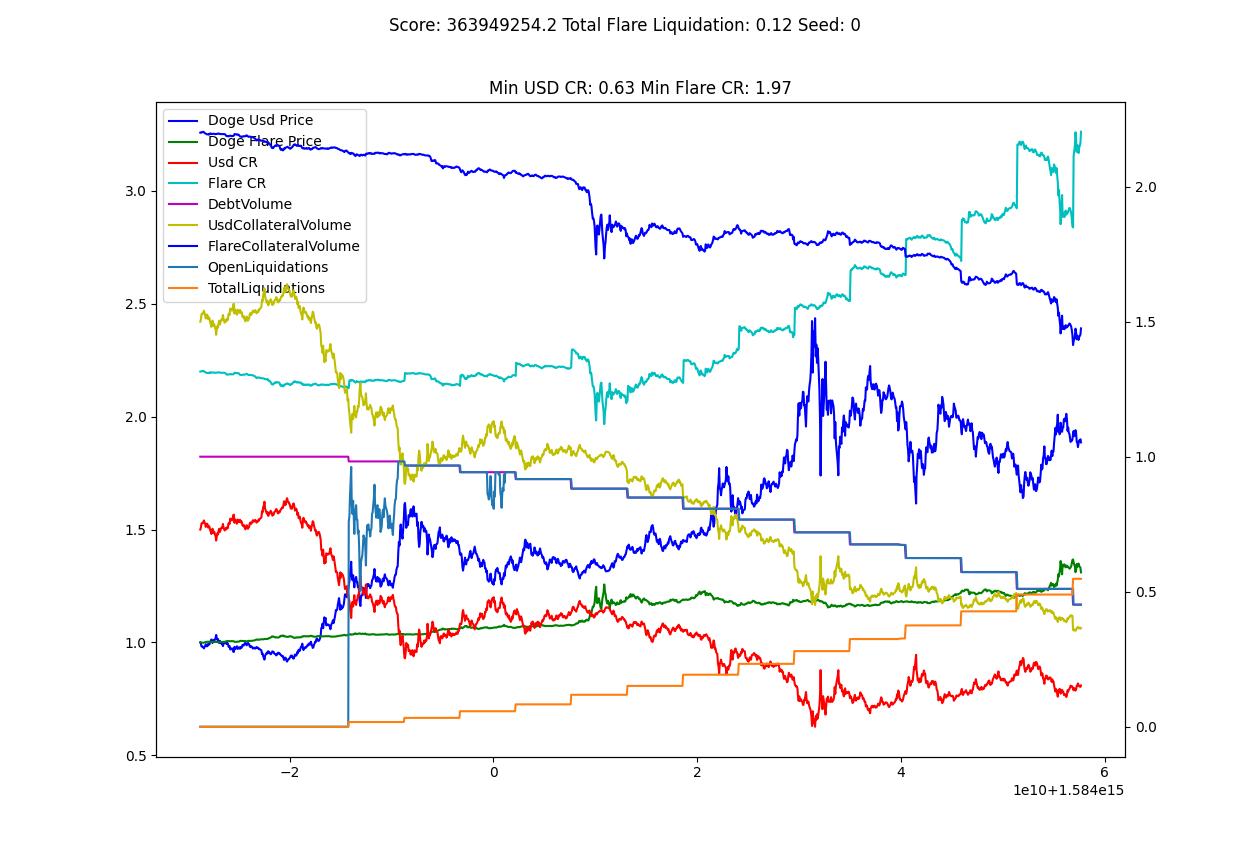 Score: 363949254.2 Total Flare Liquidation: 0.12 Seed: 0
Min USD CR: 0.63 Min Flare CR: 1.97
Doge Usd Price
Doge Flare Price
Usd CR
Flare CR
DebtVolume
UsdCollateralVolume
FlareCollateralVolume
OpenLiquidations
TotalLiquidations
3.0
2.5
2.0
1.5
1.0
0.5
2.0
1.5
1.0
0.5
0.0
−2
0
2
4
6
1e10+1.584e15